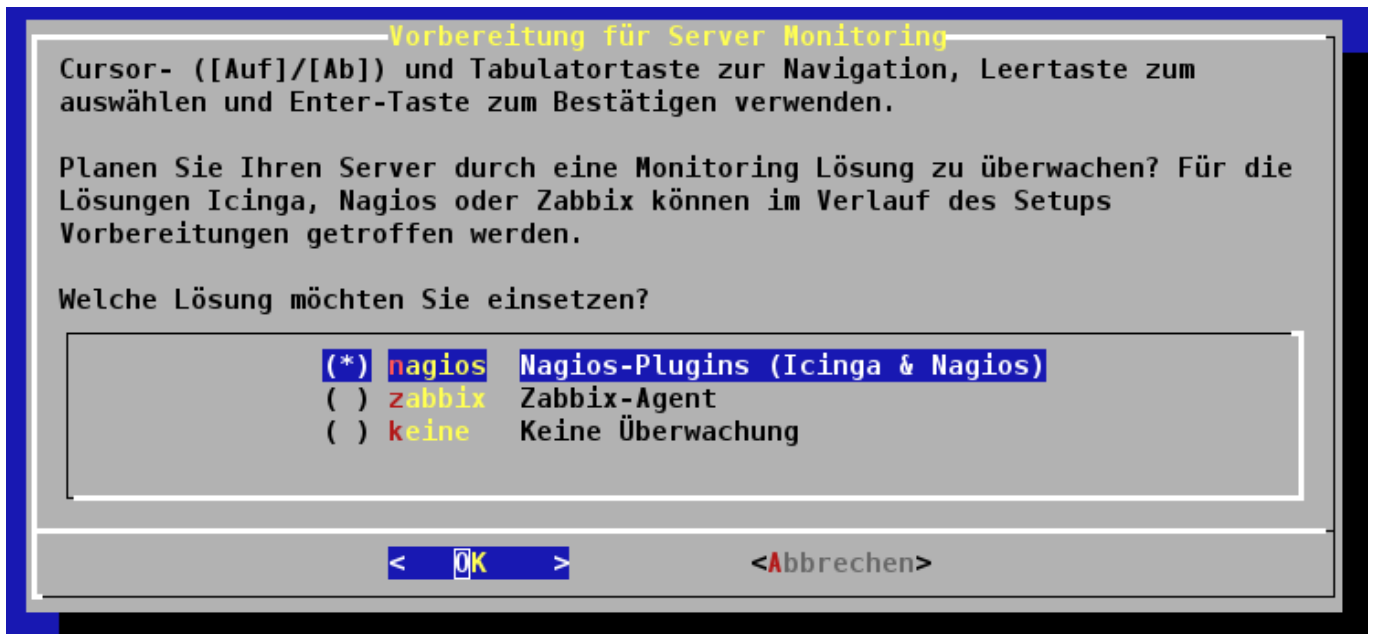 Vorbereitung für Server Monitoring
Cursor- ([Auf]/[Ab]) und Tabulatortaste zur Navigation, Leertaste zum
auswählen und Enter-Taste zum Bestätigen verwenden.
Planen Sie Ihren Server durch eine Monitoring Lösung zu überwachen? Für die
Lösungen Icinga, Nagios oder Zabbix können im Verlauf des Setups
Vorbereitungen getroffen werden.
Welche Lösung möchten Sie einsetzen?
(*) nagios Nagios-Plugins (Icinga & Nagios)
( ) zabbix Zabbix-Agent
( ) keine Keine Überwachung
< OK > <Abbrechen>